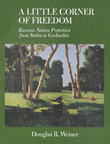 A LITTLE CORNER
OF FREEDOM
Russian Nature Protection
from Stalin to Gorbachëv
Douglas R. Weiner